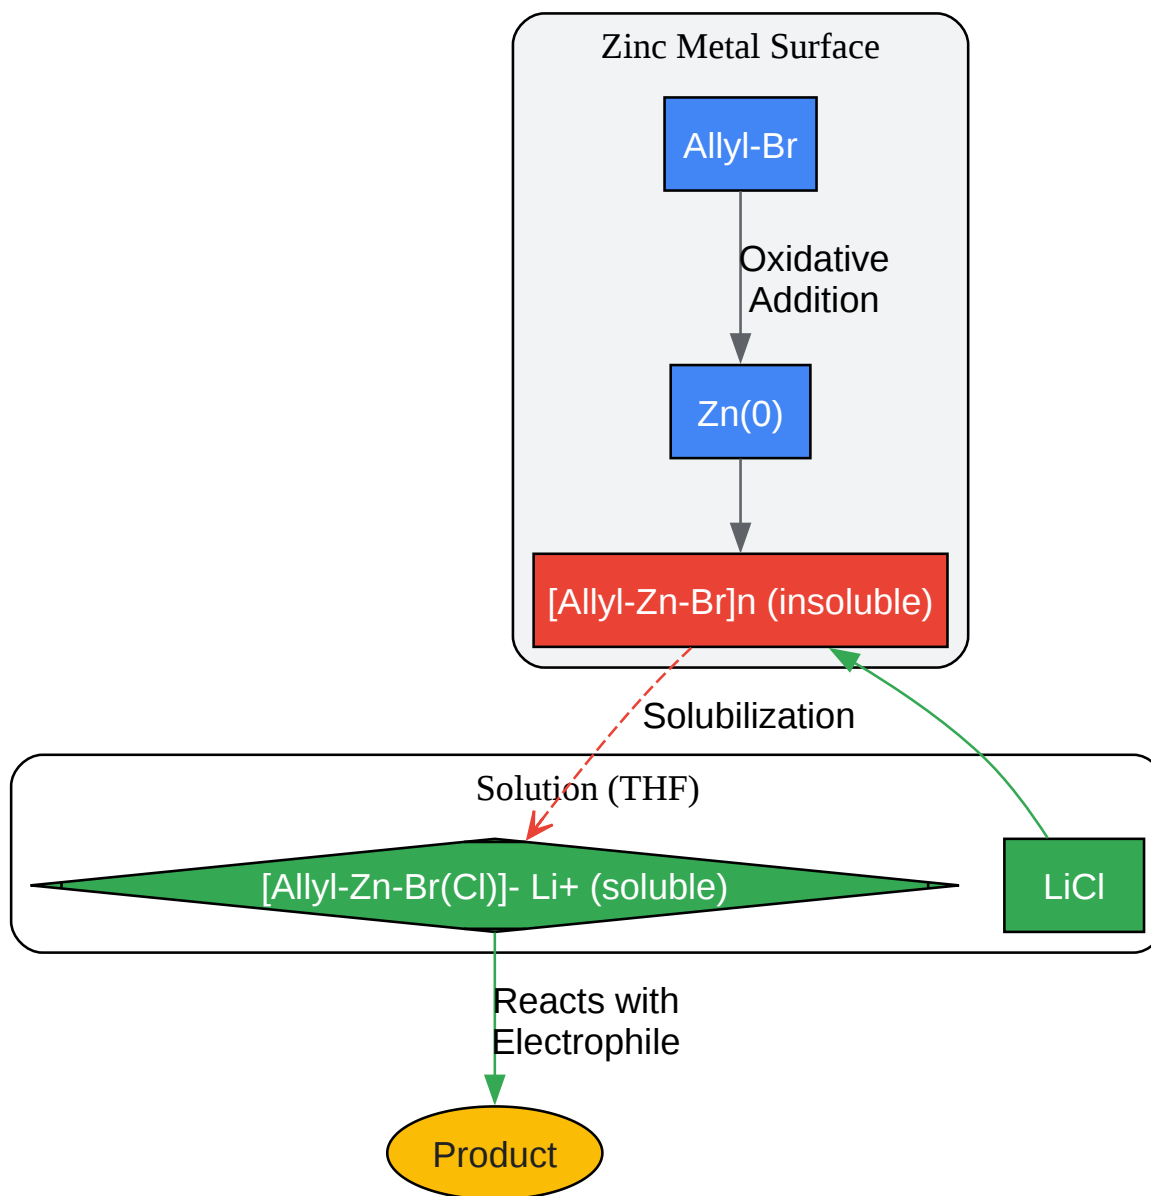 Zinc Metal Surface
Allyl-Br
Oxidative
Addition
Zn(0)
[Allyl-Zn-Br]n (insoluble)
Solubilization
Solution (THF)
[Allyl-Zn-Br(Cl)]- Li+ (soluble)
LiCl
Reacts with
Electrophile
Product